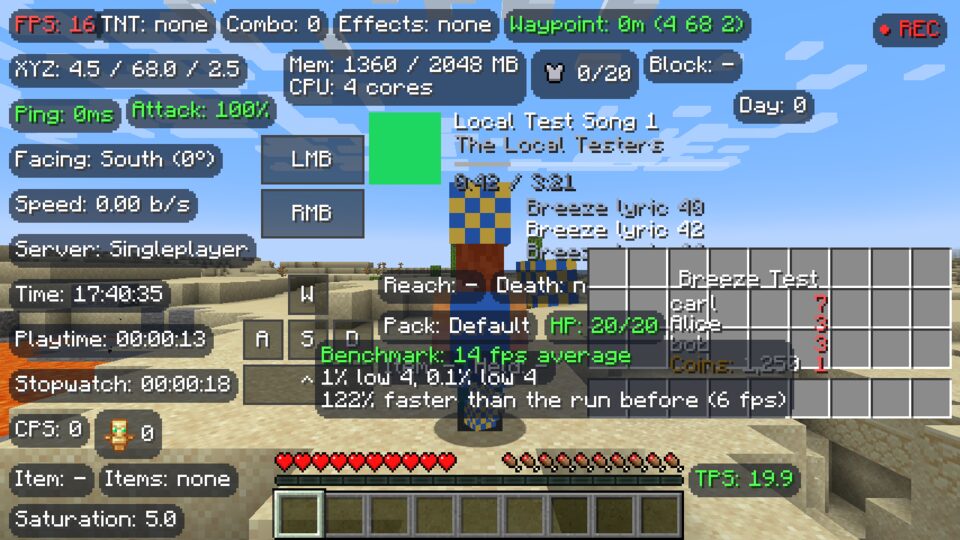 FPS: 16
TNT: none
Combo: 0
Effects: none
Waypoint: 0m (4 68 2)
REC
XYZ: 4.5 / 68.0 / 2.5
Mem: 1360 / 2048 MB
CPU: 4 cores
0/20
Block: -
Day: 0
Ping: 0ms
Attack: 100%
Local Test Song 1
The Local Testers
0:42 / 3:21
Facing: South (0°)
LMB
RMB
Speed: 0.00 b/s
Breeze lyric 42
Server: Singleplayer
Breeze Test
Reach: -
Death: n
Time: 17:40:35
W
carl 7
Alice 3
bob 3
Coins: 1,250 1
Pack: Default
HP: 20/20
Playtime: 00:00:13
A
S
D
Benchmark: 14 fps average
1% low 4, 0.1% low 4
122% faster than the run before (6 fps)
Stopwatch: 00:00:18
^
CPS: 0
0
Item: -
Items: none
TPS: 19.9
Saturation: 5.0